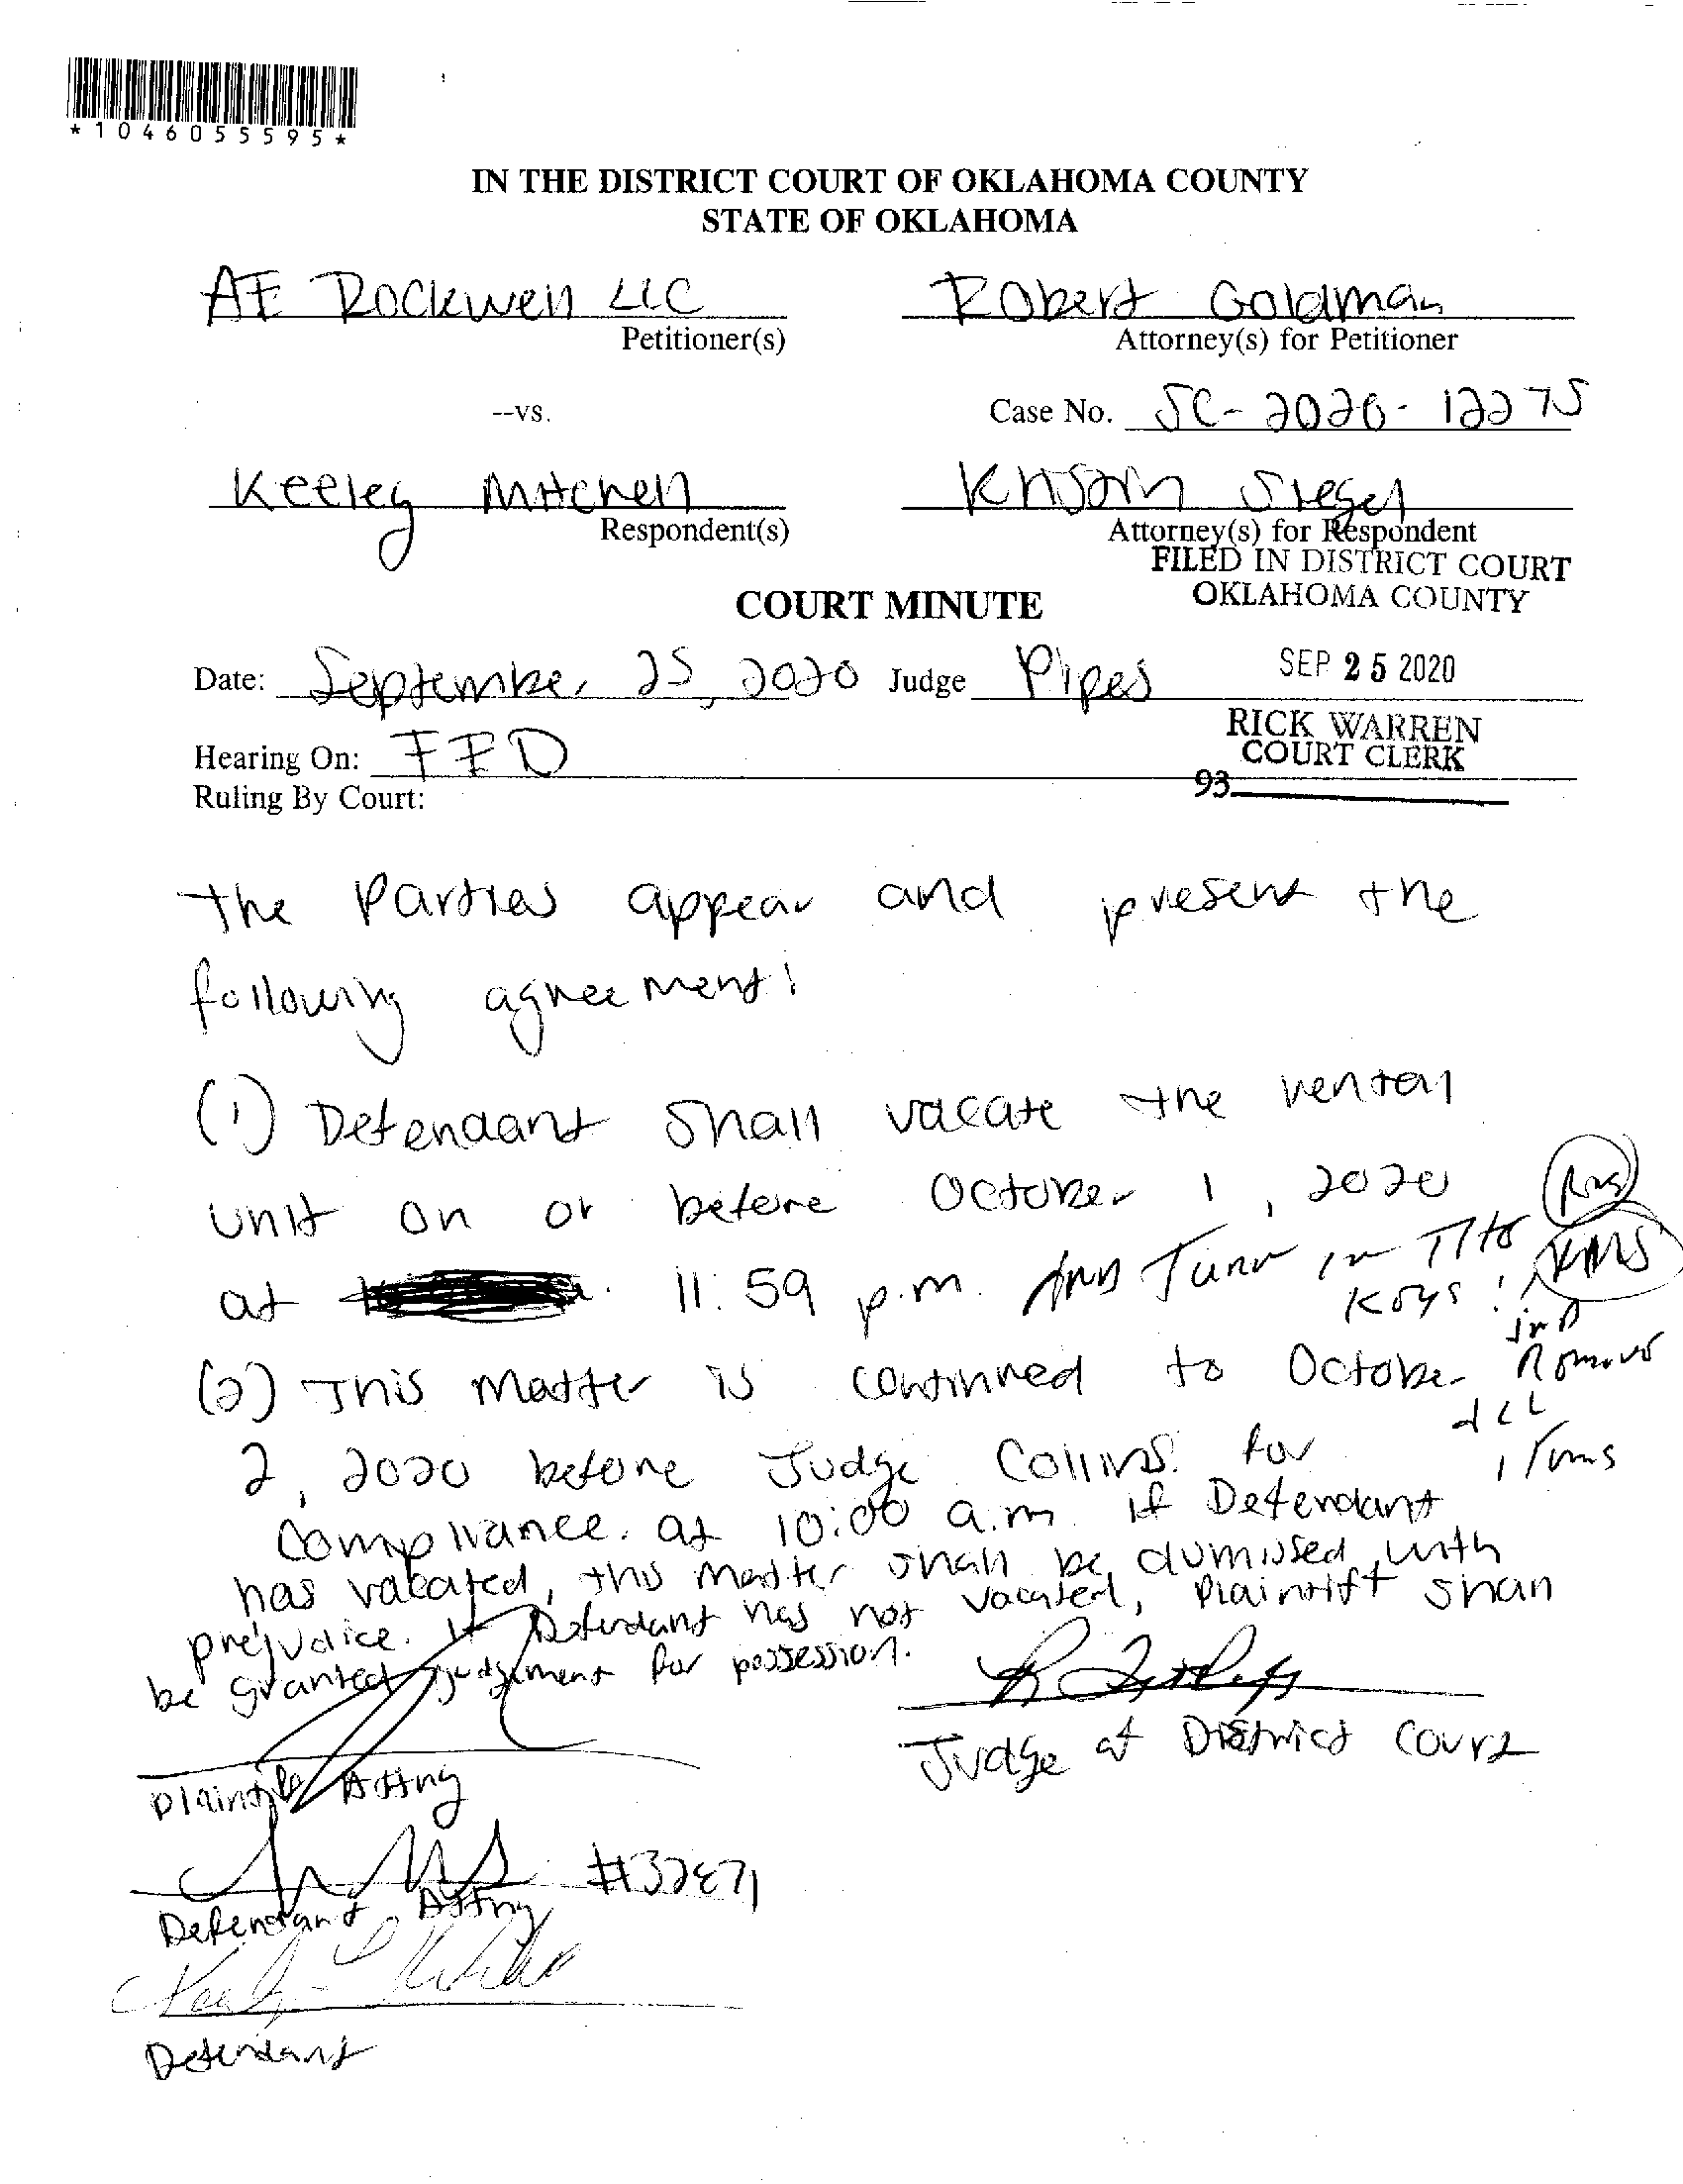 *1046055595*
IN THE DISTRICT COURT OF OKLAHOMA COUNTY
STATE OF OKLAHOMA
AE Rockwell LLC
Petitioner(s)
Robert Goldman
Attorney(s) for Petitioner
--vs.
Case No. SC-2020-12275
Keeley Mitchell
Respondent(s)
Siegel
Attorney(s) for Respondent
FILED IN DISTRICT COURT
OKLAHOMA COUNTY
COURT MINUTE
SEP 25 2020
Date: September 25, 2020 Judge Pipes
RICK WARREN
COURT CLERK
93
Hearing On: FED
Ruling By Court:
The Parties appear and present the
following agreement:
(1) Defendant shall vacate the rental
unit on or before October 1, 2020
at 11:59 p.m. And Turn in The
Keys
KMS
and
Remove
all
items
(2) This matter is continued to October
2, 2020 before Judge Collins for
compliance. at 10:00 a.m. If Defendant
has vacated, this matter shall be dismissed with
prejudice. If Defendant has not vacated, Plaintiff shall
be granted judgement for possession.
Judge of District Court
Plaintiff Attny
#32871
Defendant Attny
Defendant